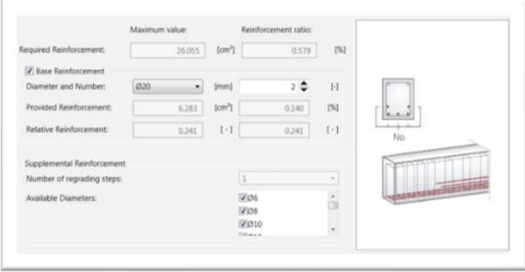 Maximum value: Reinforcement ratio:
Required Reinforcement: 26.055 [cm²] 0.579 [%]
Base Reinforcement
Diameter and Number: Ø20 [mm] 2 [-]
Provided Reinforcement: 6.283 [cm²] 0.140 [%]
Relative Reinforcement: 0.241 [ - ] 0.241 [ - ]
No.
Supplemental Reinforcement
Number of regrading steps: 1
Available Diameters: Ø6
Ø8
Ø10